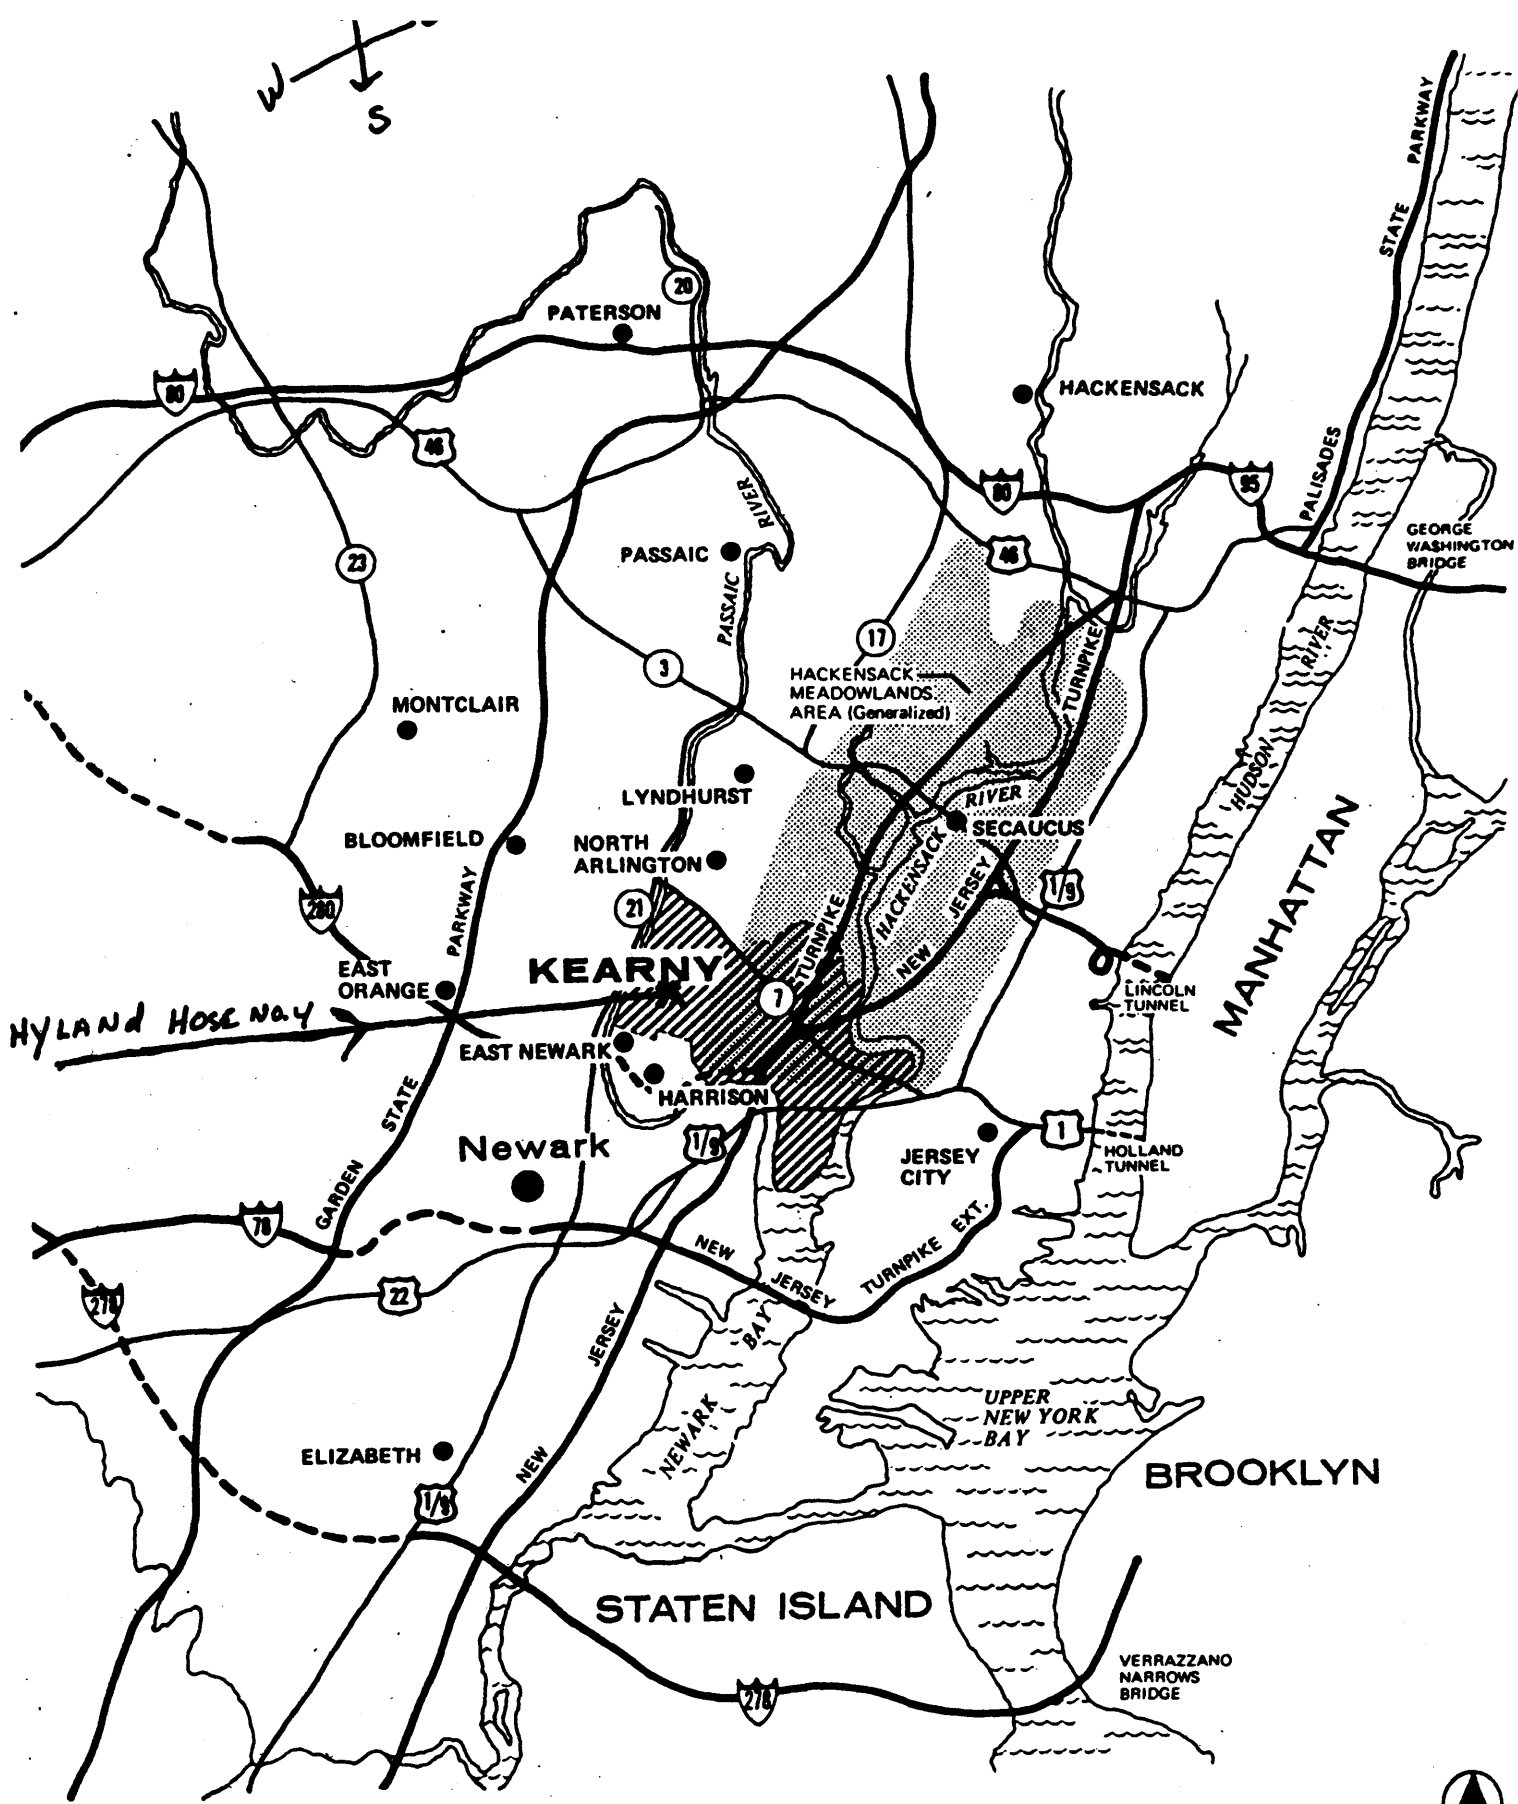 W
S
STATE PARKWAY
20
PATERSON
80
HACKENSACK
46
PALISADES
80
95
RIVER
GEORGE
WASHINGTON
BRIDGE
PASSAIC
46
23
PASSAIC
17
RIVER
3
HACKENSACK
MEADOWLANDS
AREA (Generalized)
TURNPIKE
MONTCLAIR
HUDSON
LYNDHURST
RIVER
SECAUCUS
BLOOMFIELD
NORTH
ARLINGTON
HACKENSACK
MANHATTAN
JERSEY
1/9
280
21
PARKWAY
TURNPIKE
NEW
KEARNY
EAST
ORANGE
7
LINCOLN
TUNNEL
HYLAND HOSE NO.4
EAST NEWARK
HARRISON
STATE
1/9
1
Newark
JERSEY
CITY
HOLLAND
TUNNEL
GARDEN
78
NEW
JERSEY
TURNPIKE EXT.
278
22
JERSEY
BAY
NEWARK
UPPER
NEW YORK
BAY
ELIZABETH
NEW
BROOKLYN
1/9
STATEN ISLAND
VERRAZZANO
NARROWS
BRIDGE
278